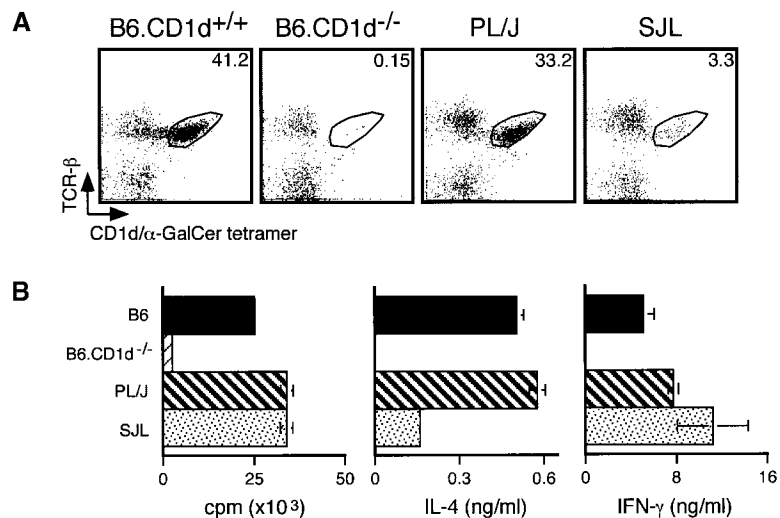 A
B6.CD1d+/+ B6.CD1d-/- PL/J SJL
41.2 0.15 33.2 3.3
TCR-β
CD1d/α-GalCer tetramer
B
B6
B6.CD1d-/-
PL/J
SJL
0 25 50 0 0.3 0.6 0 8 16
cpm (x10³) IL-4 (ng/ml) IFN-γ (ng/ml)